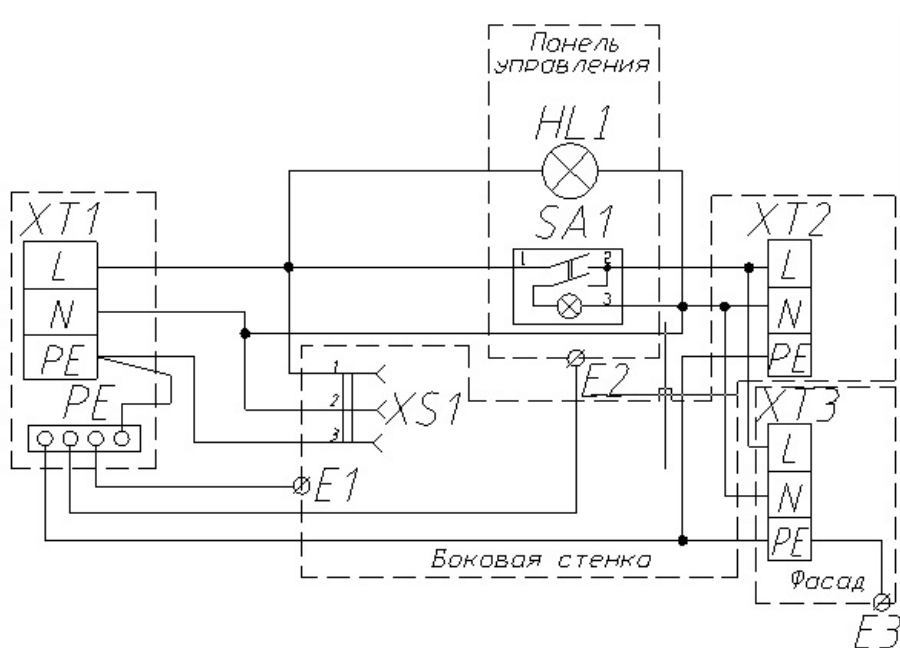 Панель
управления
HL1
XT1
SA1
XT2
L
1
2
L
N
3
N
PE
PE
PE
1
E2
2
XS1
XT3
3
L
E1
N
PE
Боковая стенка
Фасад
E3